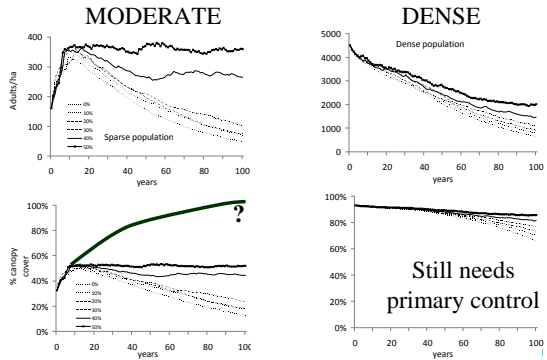 MODERATE
DENSE
400
300
200
100
0
Adults/ha
0%
10%
20%
30%
40%
50%
Sparse population
0 20 40 60 80 100
years
5000
4000
3000
2000
1000
0
Dense population
0 20 40 60 80 100
years
100%
80%
60%
40%
20%
0%
% canopy
cover
?
0%
10%
20%
30%
40%
50%
0 20 40 60 80 100
years
100%
80%
60%
40%
20%
0%
Still needs
primary control
0 20 40 60 80 100
years